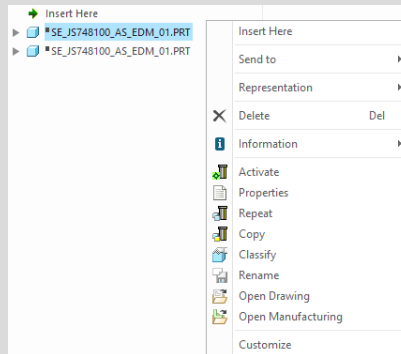 Insert Here
SE_JS748100_AS_EDM_01.PRT
SE_JS748100_AS_EDM_01.PRT
Insert Here
Send to
Representation
Delete Del
Information
Activate
Properties
Repeat
Copy
Classify
Rename
Open Drawing
Open Manufacturing
Customize